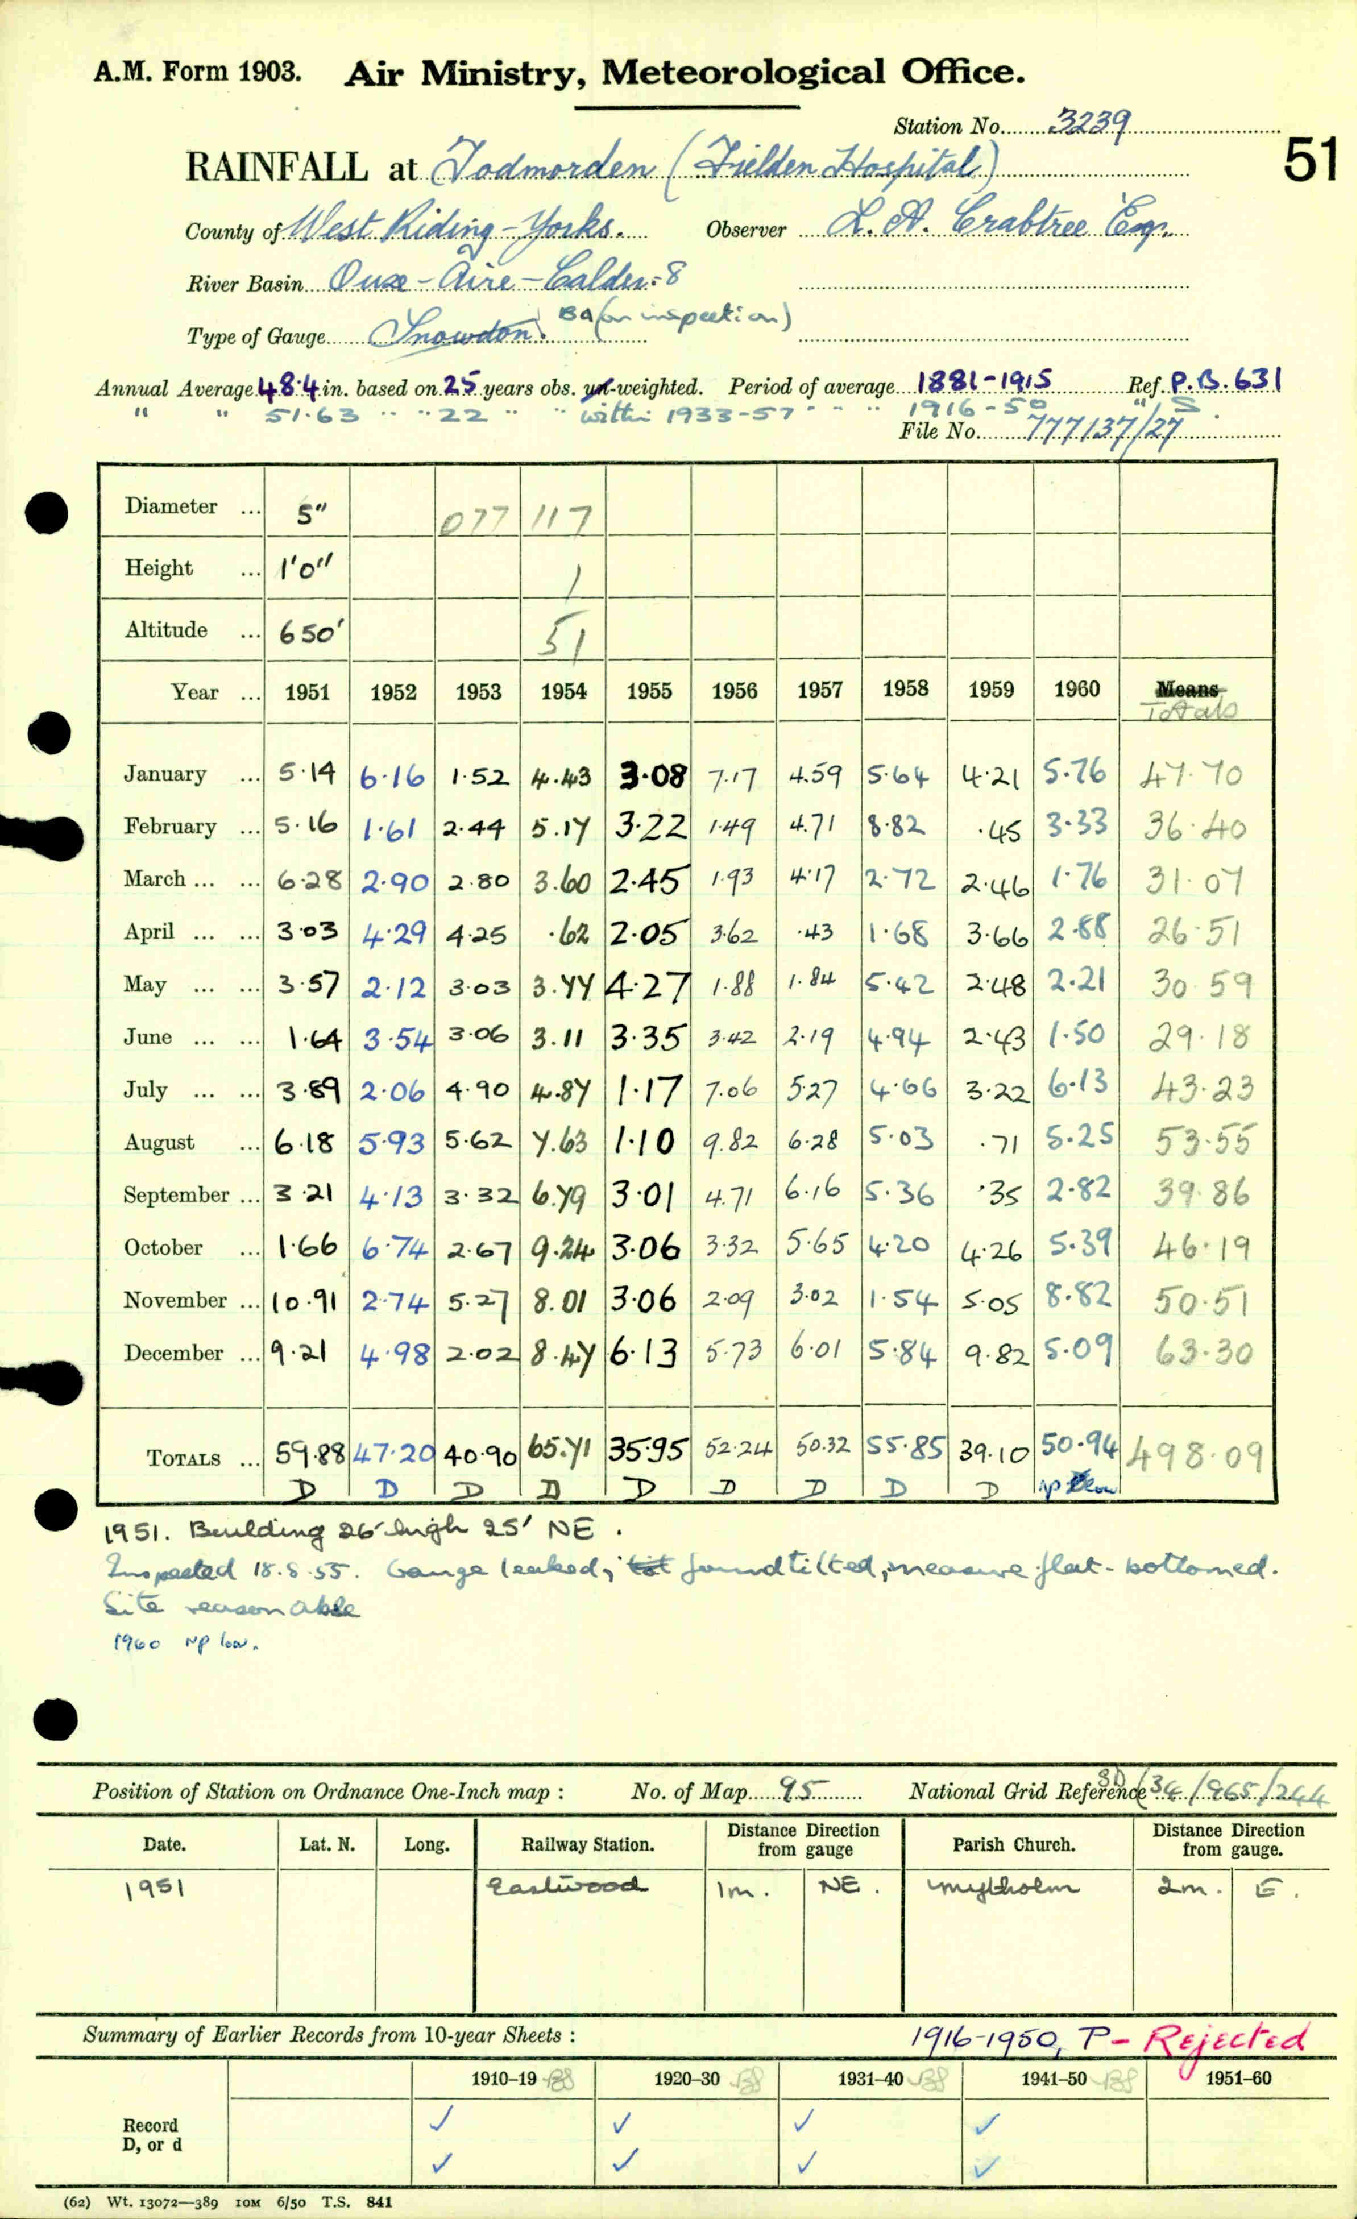 A.M. Form 1903. Air Ministry, Meteorological Office.
Station No. 3239
51
RAINFALL at Todmorden (Fielden Hospital)
County of West Riding - Yorks. Observer L. A. Crabtree Esq.
River Basin Ouse - Aire - Calder: 8
Type of Gauge Snowdon. BA (on inspection)
Annual Average 48.4 in. based on 25 years obs. un-weighted. Period of average 1881-1915 Ref. P.B. 631
" " 51.63 " " 22 " " within 1933-57 " " " 1916-50 " / S.
File No. 777137/27
Diameter ... 5" 077 117
Height ... 1'0" 1
Altitude ... 650' 51
Year ... 1951 1952 1953 1954 1955 1956 1957 1958 1959 1960 Means
Totals
January ... 5.14 6.16 1.52 4.43 3.08 7.17 4.59 5.64 4.21 5.76 47.70
February ... 5.16 1.61 2.44 5.17 3.22 1.49 4.71 8.82 .45 3.33 36.40
March ... ... 6.28 2.90 2.80 3.60 2.45 1.93 4.17 2.72 2.46 1.76 31.07
April ... ... 3.03 4.29 4.25 .62 2.05 3.62 .43 1.68 3.66 2.88 26.51
May ... ... 3.57 2.12 3.03 3.77 4.27 1.88 1.84 5.42 2.48 2.21 30.59
June ... ... 1.64 3.54 3.06 3.11 3.35 3.42 2.19 4.94 2.43 1.50 29.18
July ... ... 3.89 2.06 4.90 4.87 1.17 7.06 5.27 4.66 3.22 6.13 43.23
August ... 6.18 5.93 5.62 7.63 1.10 9.82 6.28 5.03 .71 5.25 53.55
September ... 3.21 4.13 3.32 6.79 3.01 4.71 6.16 5.36 .35 2.82 39.86
October ... 1.66 6.74 2.67 9.24 3.06 3.32 5.65 4.20 4.26 5.39 46.19
November ... 10.91 2.74 5.27 8.01 3.06 2.09 3.02 1.54 5.05 8.82 50.51
December ... 9.21 4.98 2.02 8.47 6.13 5.73 6.01 5.84 9.82 5.09 63.30
TOTALS ... 59.88 47.20 40.90 65.71 35.95 52.24 50.32 55.85 39.10 50.94 498.09
D D D D D D D D D np low
1951. Building 26' high 25' NE.
Inspected 18.8.55. Gauge leaked, found tilted, measure flat-bottomed.
Site reasonable
1960 np low.
Position of Station on Ordnance One-Inch map : No. of Map 95 National Grid Reference SD (34/965/244
Date. Lat. N. Long. Railway Station. Distance from Direction gauge Parish Church. Distance from Direction gauge.
1951 Eastwood 1m. NE. Mytholm 2m. E.
Summary of Earlier Records from 10-year Sheets : 1916-1950, P - Rejected
1910-19 1920-30 1931-40 1941-50 1951-60
Record ✓ ✓ ✓ ✓
D, or d ✓ ✓ ✓ ✓
(62) Wt. 13072—389 10M 6/50 T.S. 841